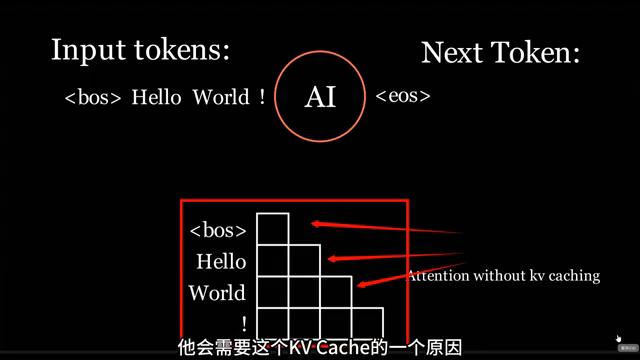 Input tokens:
Next Token:
<bos> Hello World !
AI
<eos>
<bos>
Hello
World
!
Attention without kv caching
他会需要这个KV Cache的一个原因